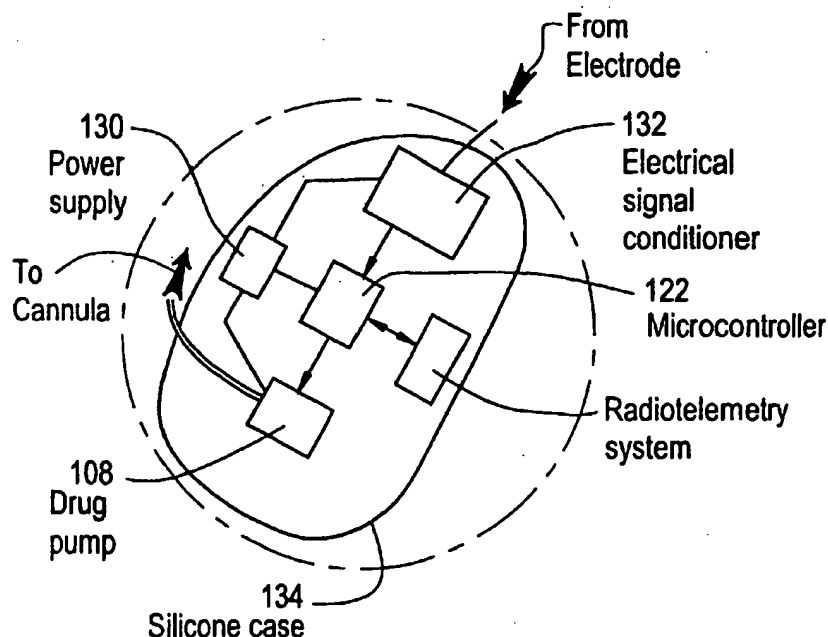 From
Electrode
130
Power
supply
132
Electrical
signal
conditioner
To
Cannula
122
Microcontroller
Radiotelemetry
system
108
Drug
pump
134
Silicone case